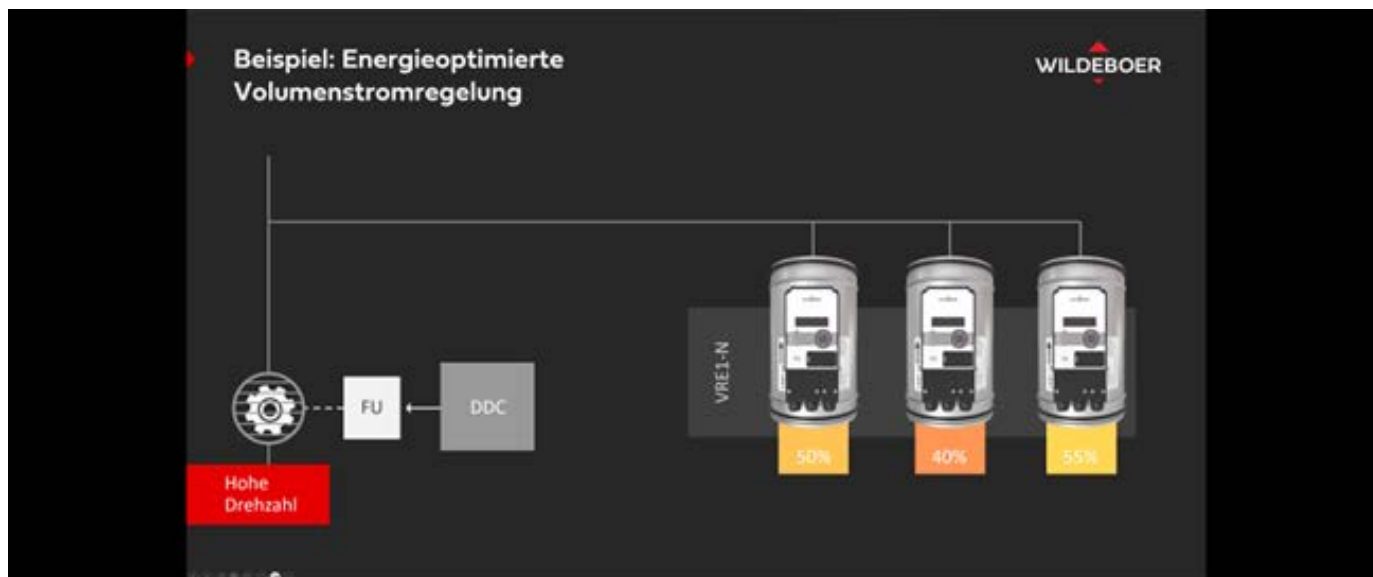 Beispiel: Energieoptimierte
Volumenstromregelung
WILDEBOER
VRE1-N
FU
DDC
50%
40%
55%
Hohe
Drehzahl